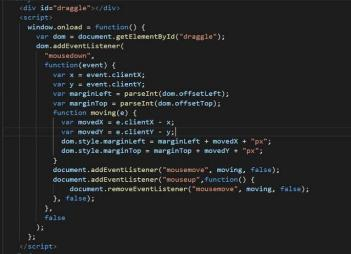 <div id="draggle"></div>
<script>
window.onload = function() {
var dom = document.getElementById("draggle");
dom.addEventListener(
"mousedown",
function(event) {
var x = event.clientX;
var y = event.clientY;
var marginLeft = parseInt(dom.offsetLeft);
var marginTop = parseInt(dom.offsetTop);
function moving(e) {
var movedX = e.clientX - x;
var movedY = e.clientY - y;
dom.style.marginLeft = marginLeft + movedX + "px";
dom.style.marginTop = marginTop + movedY + "px";
}
document.addEventListener("mousemove", moving, false);
document.addEventListener("mouseup",function() {
document.removeEventListener("mousemove", moving, false);
}, false);
},
false
);
};
</script>